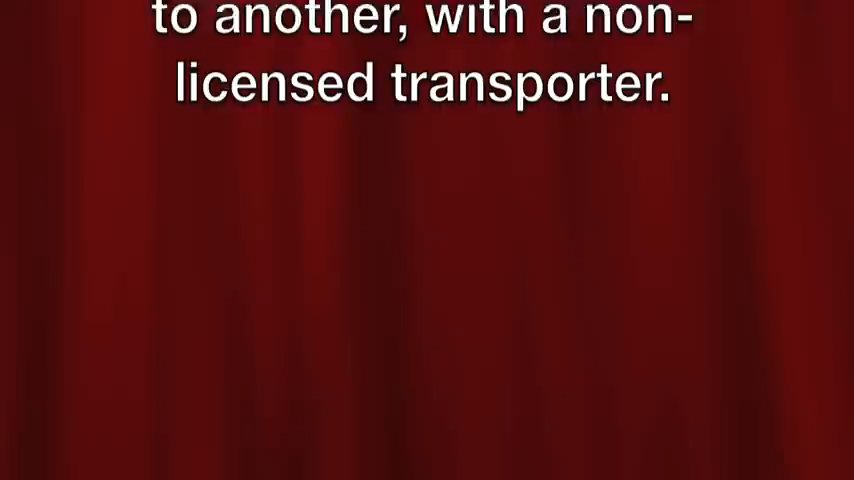 to another, with a non-
licensed transporter.